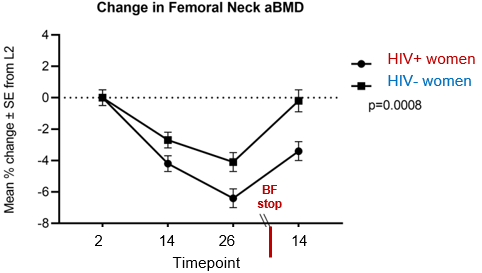 Change in Femoral Neck aBMD
Mean % change ± SE from L2
4
2
0
-2
-4
-6
-8
HIV+ women
HIV- women
p=0.0008
BF
stop
2
14
26
14
Timepoint